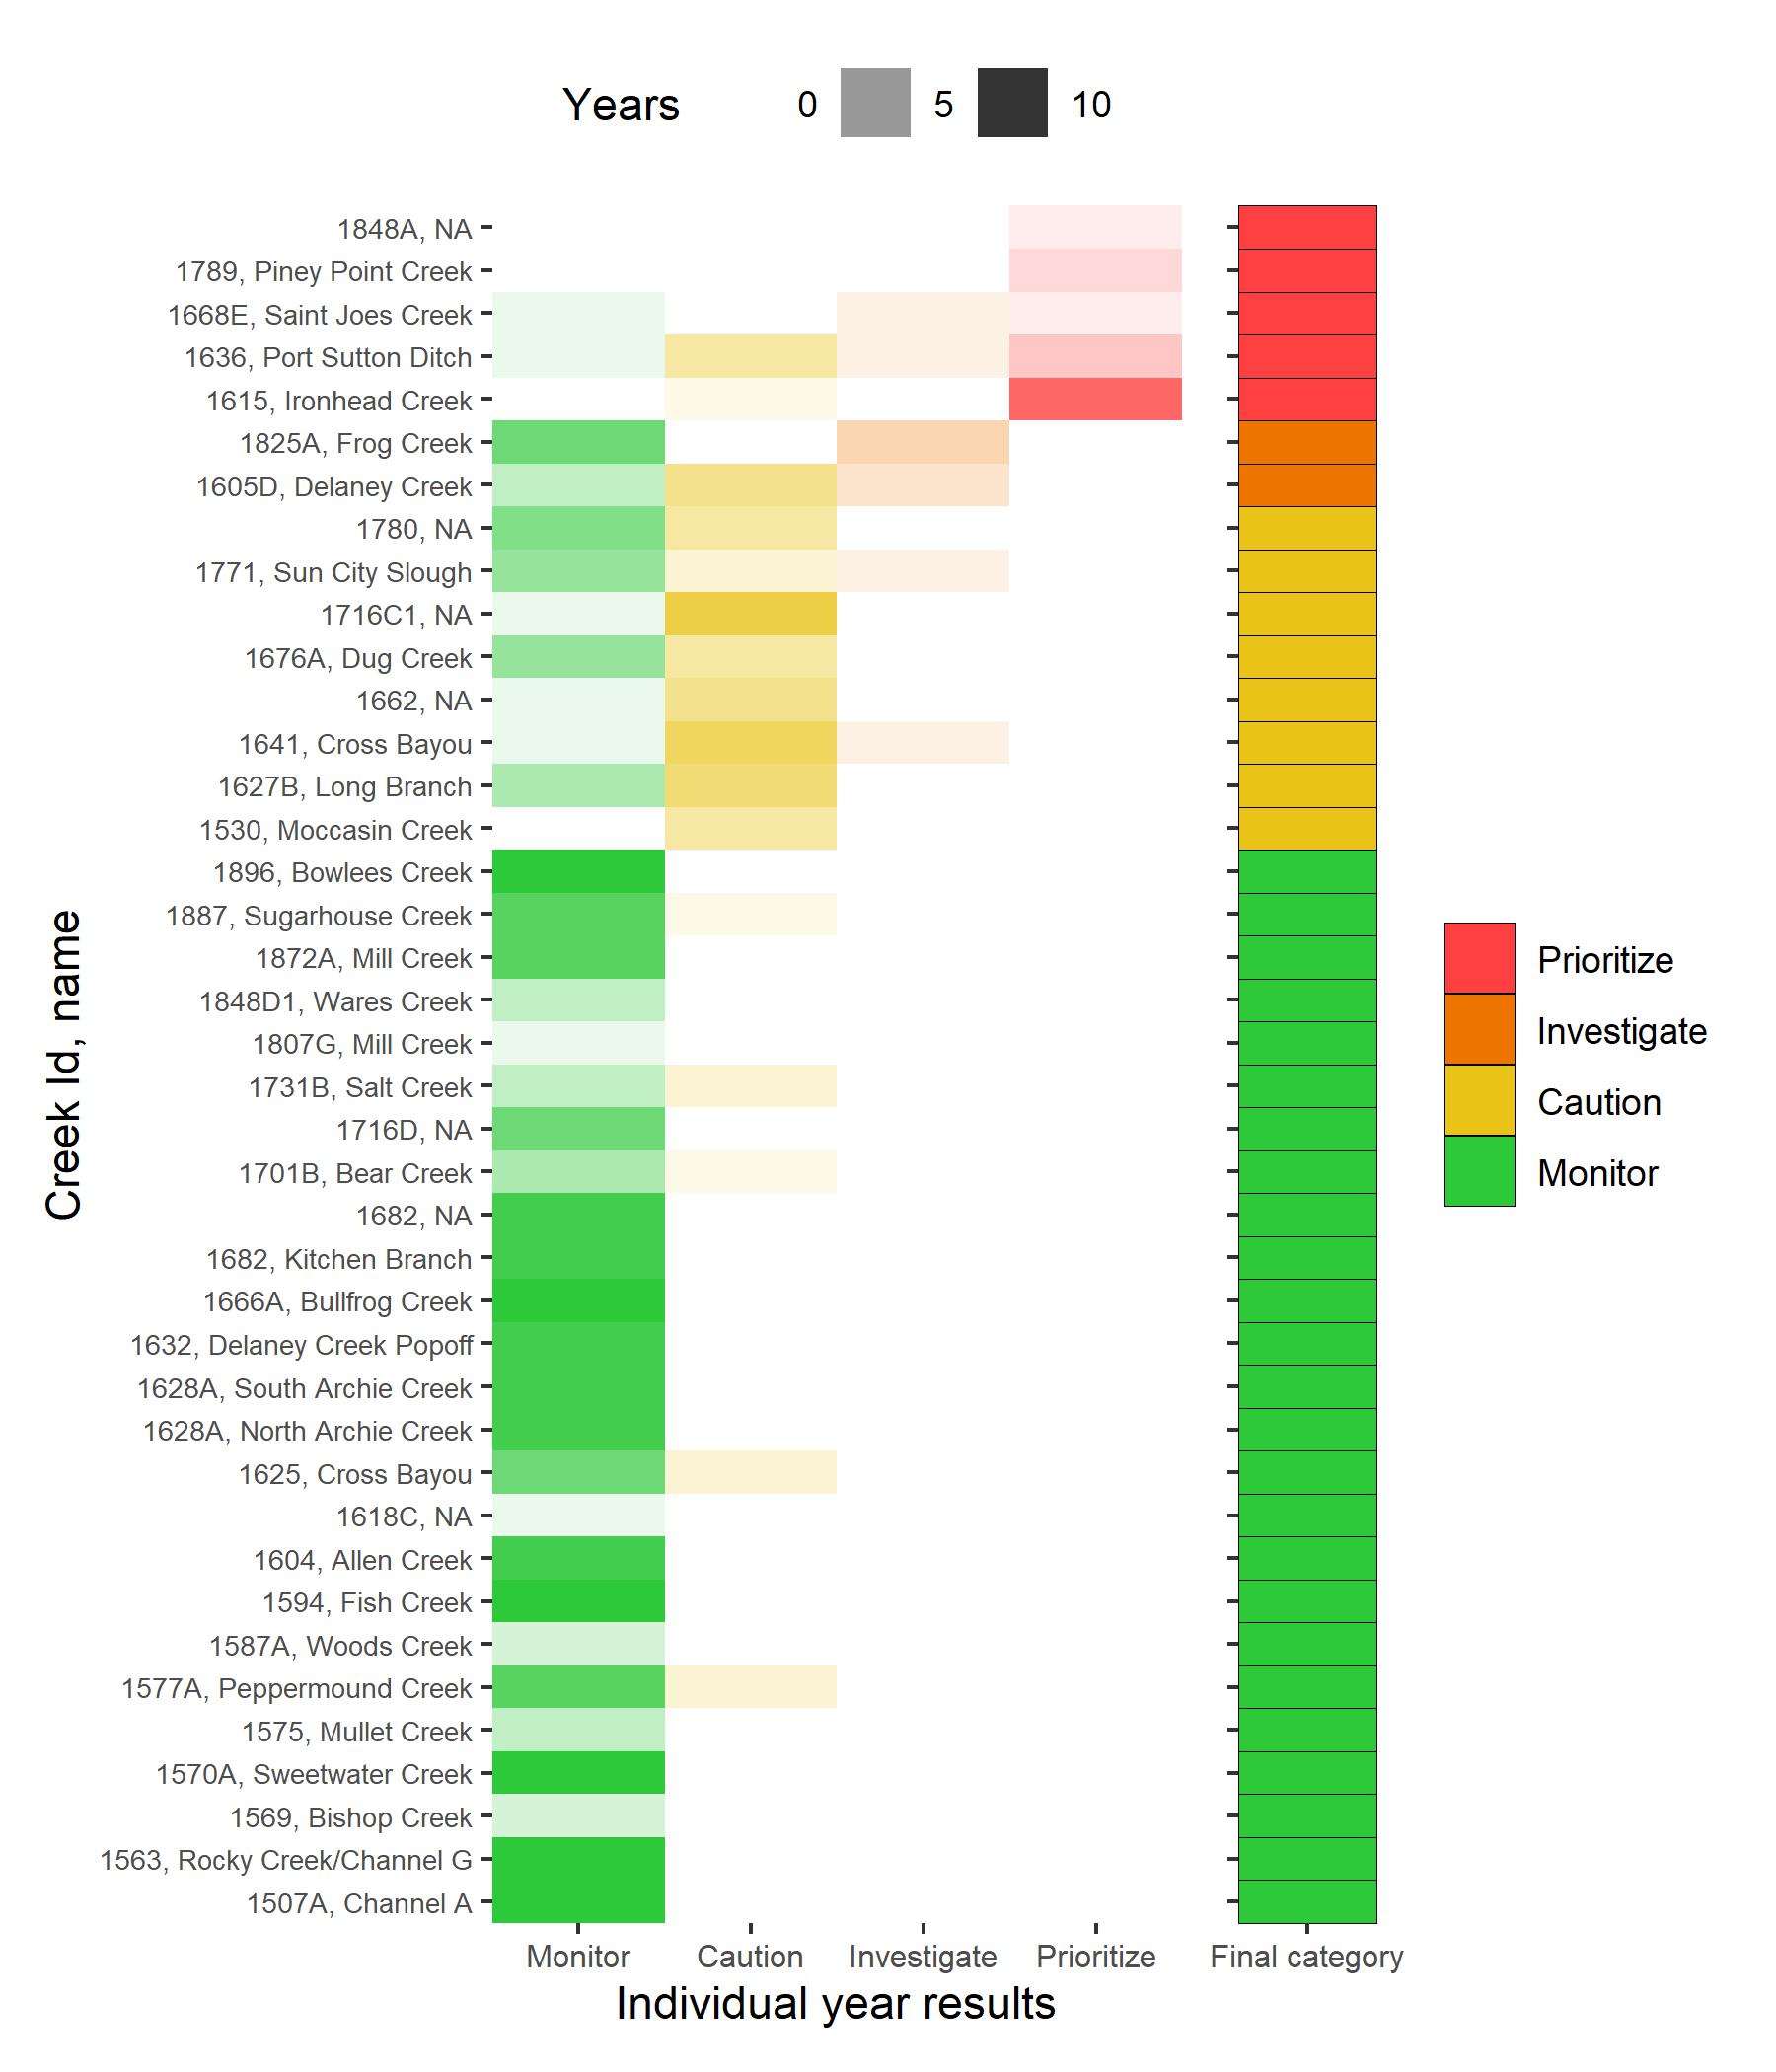 Years 0 5 10
1848A, NA
1789, Piney Point Creek
1668E, Saint Joes Creek
1636, Port Sutton Ditch
1615, Ironhead Creek
1825A, Frog Creek
1605D, Delaney Creek
1780, NA
1771, Sun City Slough
1716C1, NA
1676A, Dug Creek
1662, NA
1641, Cross Bayou
1627B, Long Branch
1530, Moccasin Creek
1896, Bowlees Creek
1887, Sugarhouse Creek
1872A, Mill Creek
1848D1, Wares Creek
1807G, Mill Creek
1731B, Salt Creek
1716D, NA
1701B, Bear Creek
1682, NA
1682, Kitchen Branch
1666A, Bullfrog Creek
1632, Delaney Creek Popoff
1628A, South Archie Creek
1628A, North Archie Creek
1625, Cross Bayou
1618C, NA
1604, Allen Creek
1594, Fish Creek
1587A, Woods Creek
1577A, Peppermound Creek
1575, Mullet Creek
1570A, Sweetwater Creek
1569, Bishop Creek
1563, Rocky Creek/Channel G
1507A, Channel A
Creek Id, name
Monitor Caution Investigate Prioritize Final category
Individual year results
Prioritize
Investigate
Caution
Monitor